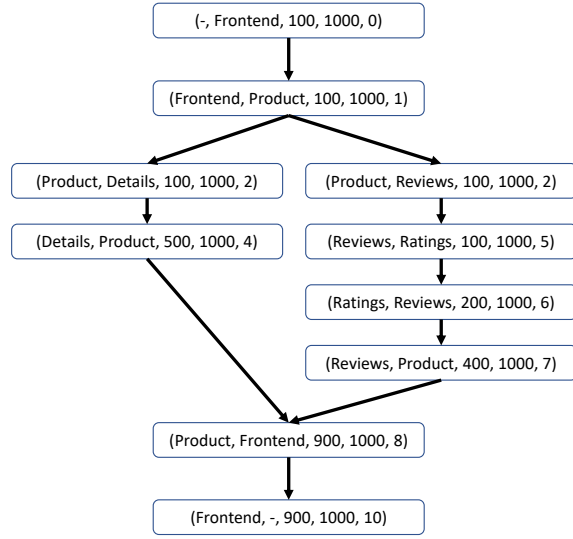 (-, Frontend, 100, 1000, 0)
(Frontend, Product, 100, 1000, 1)
(Product, Details, 100, 1000, 2)
(Product, Reviews, 100, 1000, 2)
(Details, Product, 500, 1000, 4)
(Reviews, Ratings, 100, 1000, 5)
(Ratings, Reviews, 200, 1000, 6)
(Reviews, Product, 400, 1000, 7)
(Product, Frontend, 900, 1000, 8)
(Frontend, -, 900, 1000, 10)